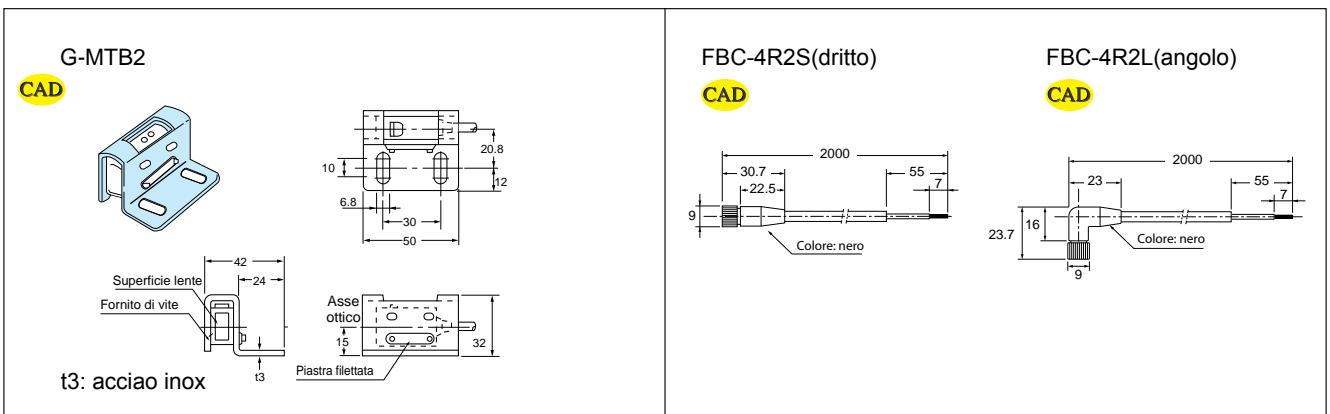 G-MTB2
CAD
20.8
10
12
6.8
30
50
42
24
Superficie lente
Fornito di vite
t3
t3: acciao inox
Asse
ottico
15
32
Piastra filettata
FBC-4R2S(dritto)
CAD
2000
30.7
55
22.5
7
9
Colore: nero
FBC-4R2L(angolo)
CAD
2000
23
55
7
23.7
16
Colore: nero
9